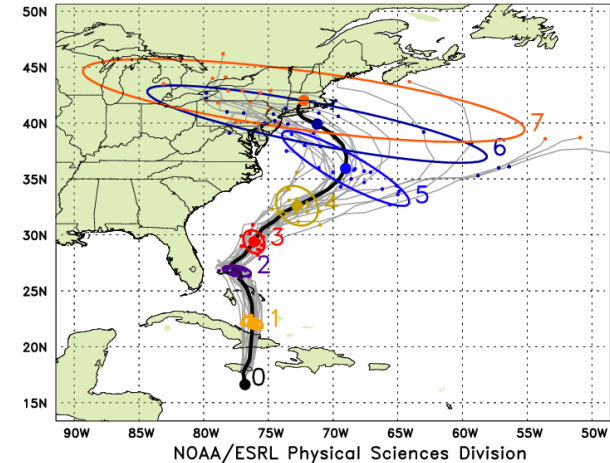 50N
45N
40N
35N
30N
25N
20N
15N
7
6
5
4
3
2
1
0
90W 85W 80W 75W 70W 65W 60W 55W 50W
NOAA/ESRL Physical Sciences Division